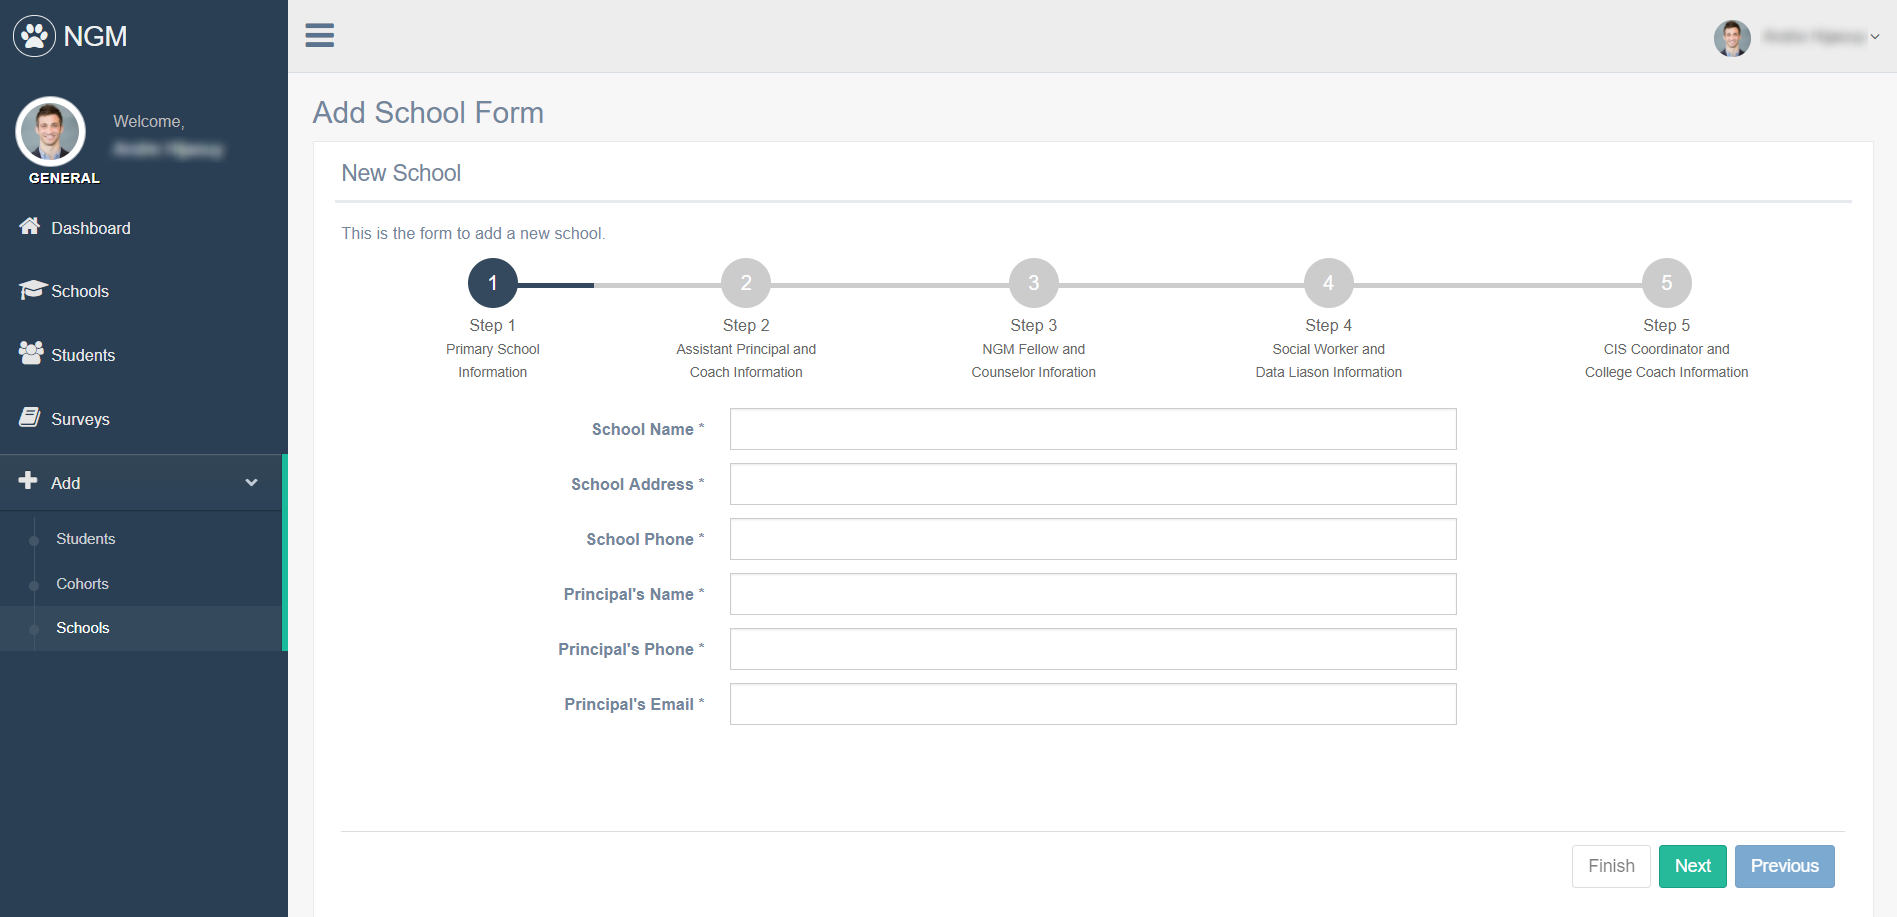 NGM
Welcome,
GENERAL
Dashboard
Schools
Students
Surveys
Add
Students
Cohorts
Schools
Add School Form
New School
This is the form to add a new school.
1
2
3
4
5
Step 1
Step 2
Step 3
Step 4
Step 5
Primary School
Information
Assistant Principal and
Coach Information
NGM Fellow and
Counselor Inforation
Social Worker and
Data Liason Information
CIS Coordinator and
College Coach Information
School Name *
School Address *
School Phone *
Principal's Name *
Principal's Phone *
Principal's Email *
Finish
Next
Previous